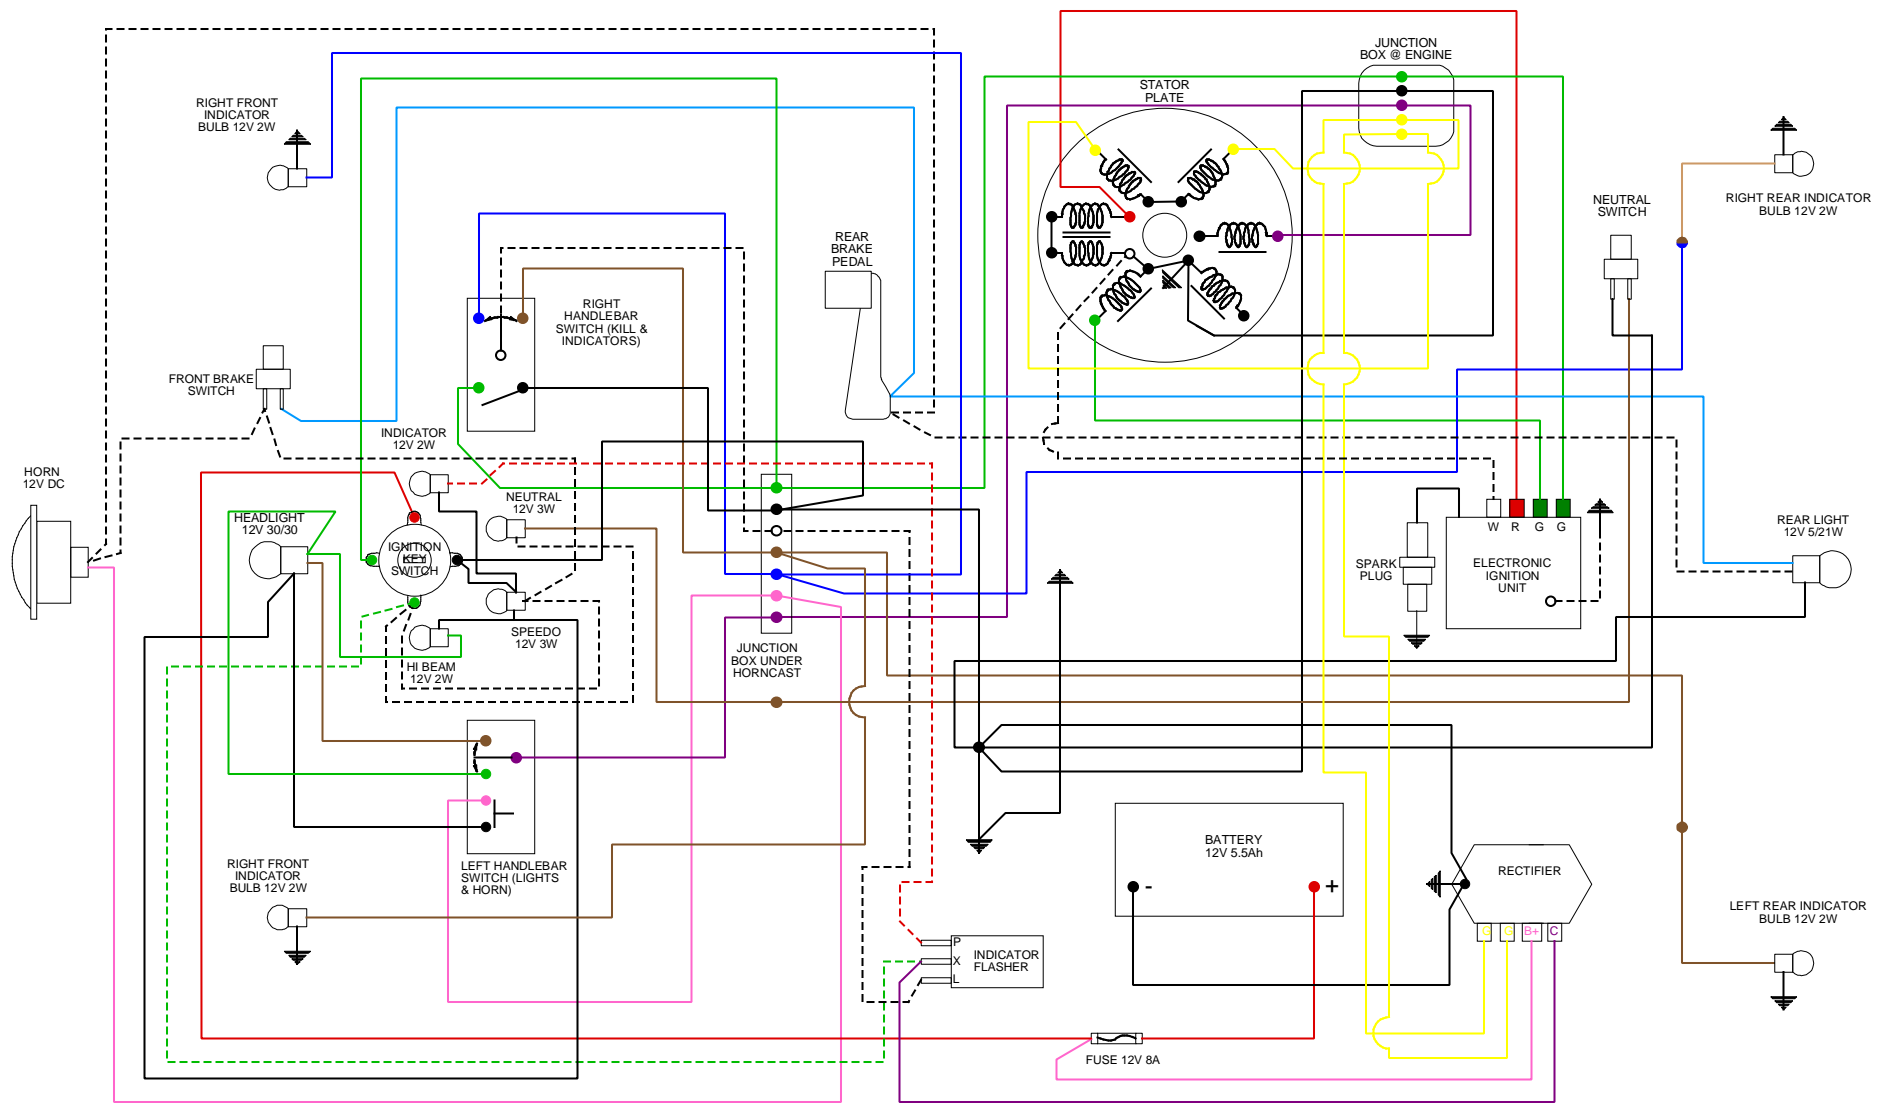 JUNCTION
BOX @ ENGINE
STATOR
PLATE
RIGHT FRONT
INDICATOR
BULB 12V 2W
NEUTRAL
SWITCH
RIGHT REAR INDICATOR
BULB 12V 2W
REAR
BRAKE
PEDAL
RIGHT
HANDLEBAR
SWITCH (KILL &
INDICATORS)
FRONT BRAKE
SWITCH
INDICATOR
12V 2W
HORN
12V DC
NEUTRAL
12V 3W
HEADLIGHT
12V 30/30
IGNITION
KEY
SWITCH
W R G G
SPARK
PLUG
ELECTRONIC
IGNITION
UNIT
REAR LIGHT
12V 5/21W
SPEEDO
12V 3W
HI BEAM
12V 2W
JUNCTION
BOX UNDER
HORNCAST
LEFT HANDLEBAR
SWITCH (LIGHTS
& HORN)
RIGHT FRONT
INDICATOR
BULB 12V 2W
BATTERY
12V 5.5Ah
- +
RECTIFIER
G G B+ C
LEFT REAR INDICATOR
BULB 12V 2W
P
X
L
INDICATOR
FLASHER
FUSE 12V 8A